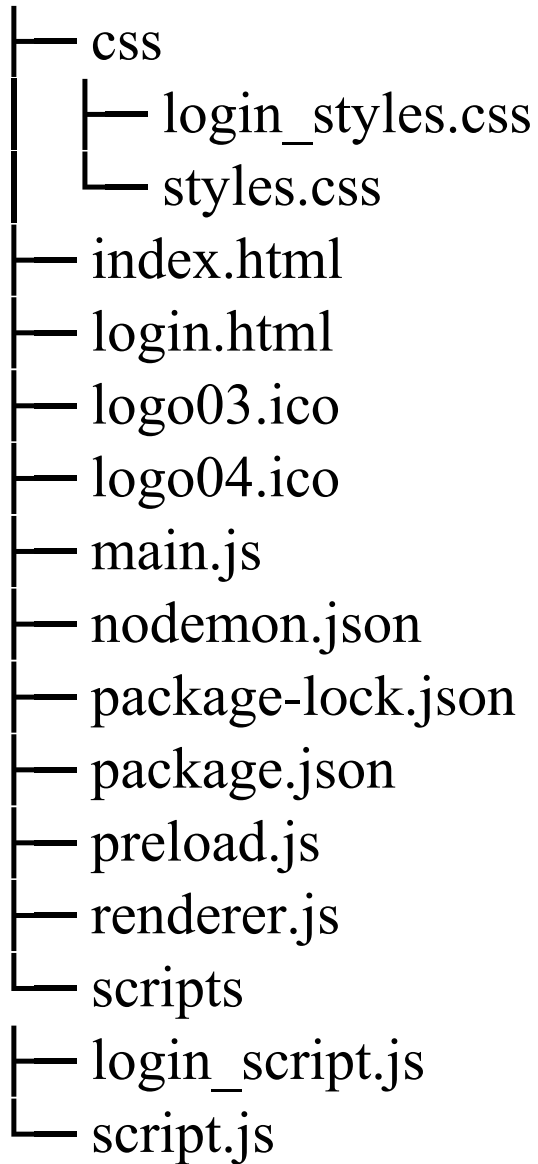 ├── css
│   ├── login_styles.css
│   └── styles.css
├── index.html
├── login.html
├── logo03.ico
├── logo04.ico
├── main.js
├── nodemon.json
├── package-lock.json
├── package.json
├── preload.js
├── renderer.js
└── scripts
├── login_script.js
└── script.js